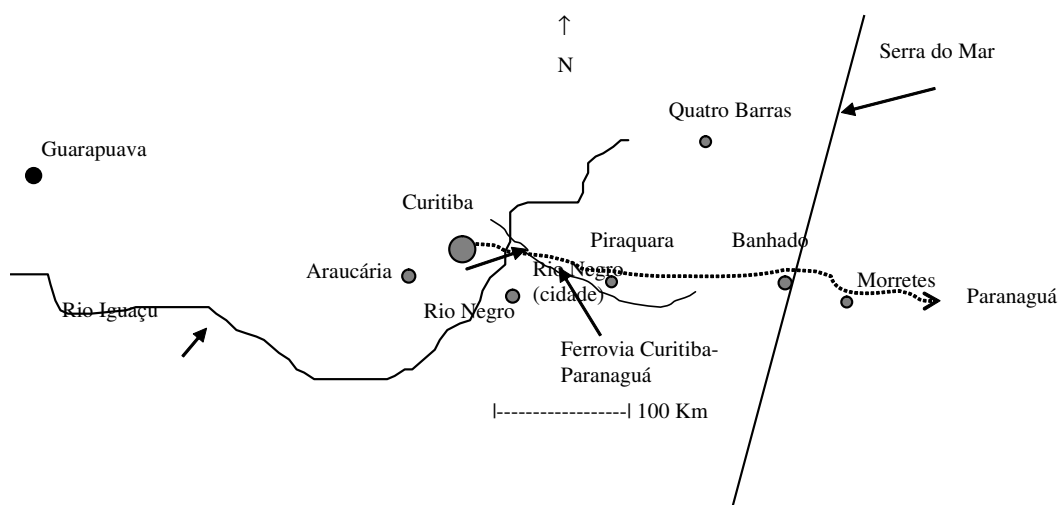 ↑
N
Serra do Mar
Quatro Barras
Guarapuava
Curitiba
Piraquara
Banhado
Araucária
Rio Negro
(cidade)
Morretes
Paranaguá
Rio Iguaçu
Rio Negro
Ferrovia Curitiba-
Paranaguá
|------------------| 100 Km